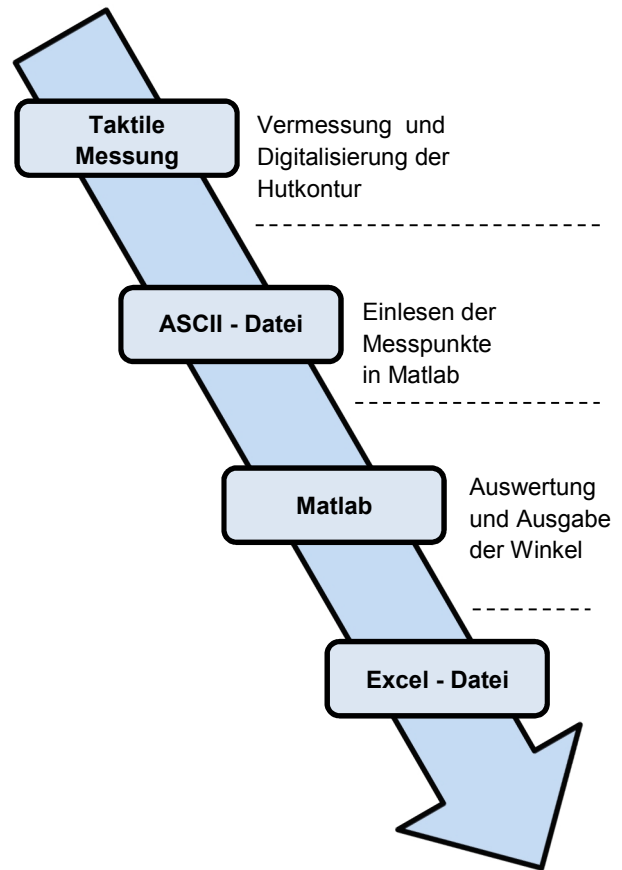 Taktile
Messung
Vermessung und
Digitalisierung der
Hutkontur
ASCII - Datei
Einlesen der
Messpunkte
in Matlab
Matlab
Auswertung
und Ausgabe
der Winkel
Excel - Datei